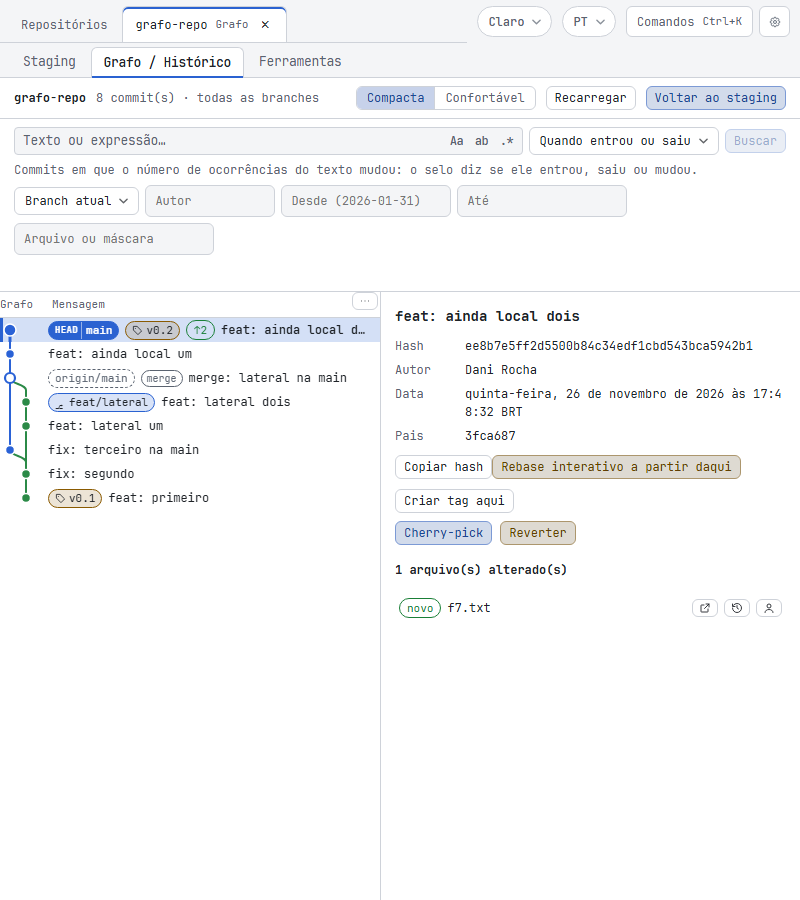 Repositórios grafo-repo Grafo × Claro PT Comandos Ctrl+K
Staging Grafo / Histórico Ferramentas
grafo-repo 8 commit(s) · todas as branches Compacta Confortável Recarregar Voltar ao staging
Texto ou expressão… Aa ab .* Quando entrou ou saiu Buscar
Commits em que o número de ocorrências do texto mudou: o selo diz se ele entrou, saiu ou mudou.
Branch atual Autor Desde (2026-01-31) Até
Arquivo ou máscara
Grafo Mensagem ···
HEAD main v0.2 ↑2 feat: ainda local d…
feat: ainda local um
origin/main merge merge: lateral na main
feat/lateral feat: lateral dois
feat: lateral um
fix: terceiro na main
fix: segundo
v0.1 feat: primeiro
feat: ainda local dois
Hash ee8b7e5ff2d5500b84c34edf1cbd543bca5942b1
Autor Dani Rocha
Data quinta-feira, 26 de novembro de 2026 às 17:4
8:32 BRT
Pais 3fca687
Copiar hash Rebase interativo a partir daqui
Criar tag aqui
Cherry-pick Reverter
1 arquivo(s) alterado(s)
novo f7.txt